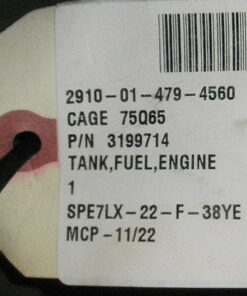 2910-01-479-4560
CAGE 75Q65
P/N 3199714
TANK,FUEL,ENGINE
1
SPE7LX-22-F-38YE
MCP-11/22